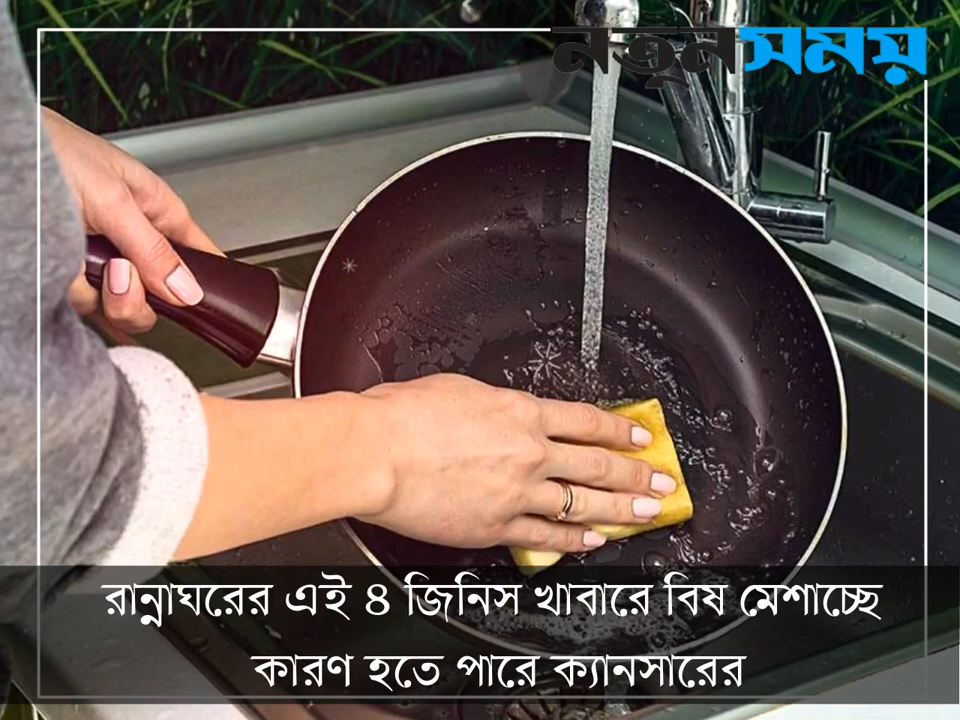 নতুনসময়
রান্নাঘরের এই ৪ জিনিস খাবারে বিষ মেশাচ্ছে
কারণ হতে পারে ক্যানসারের